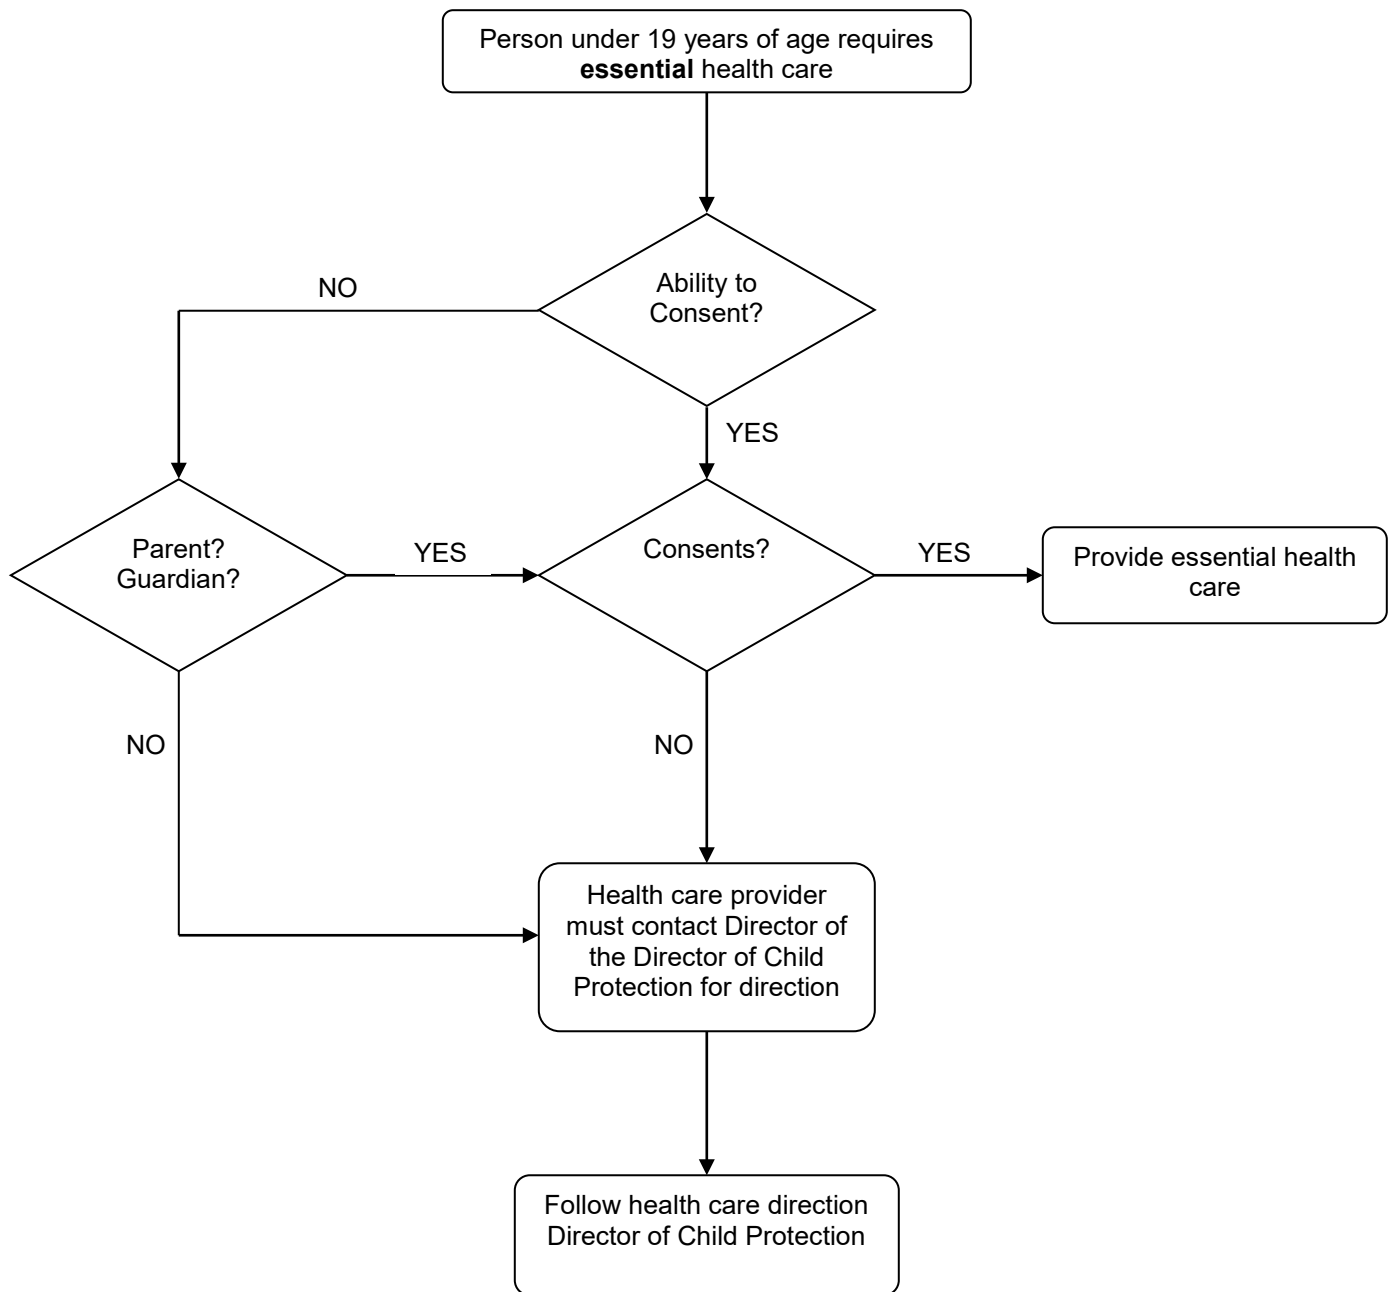 Person under 19 years of age requires
essential health care
Ability to
Consent?
NO
YES
Parent?
Guardian?
YES
Consents?
YES
Provide essential health
care
NO
NO
Health care provider
must contact Director of
the Director of Child
Protection for direction
Follow health care direction
Director of Child Protection